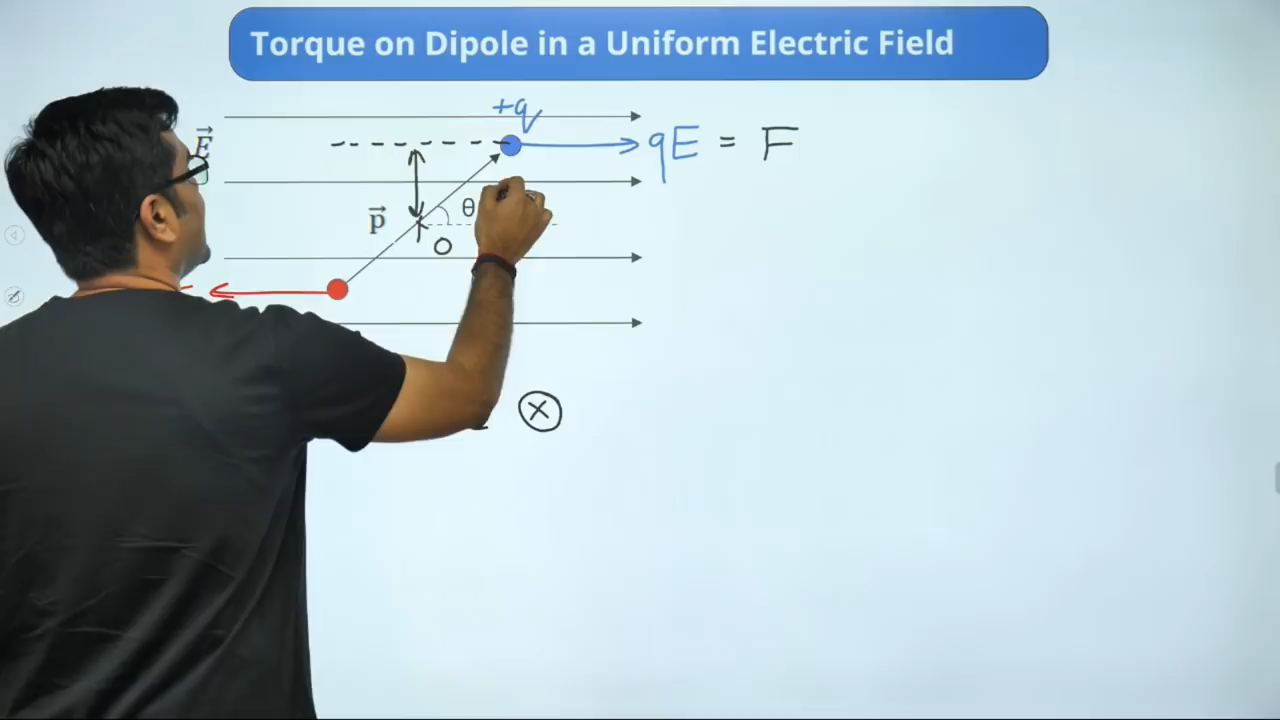 Torque on Dipole in a Uniform Electric Field
+q
E⃗
qE = F
p⃗
θ
O